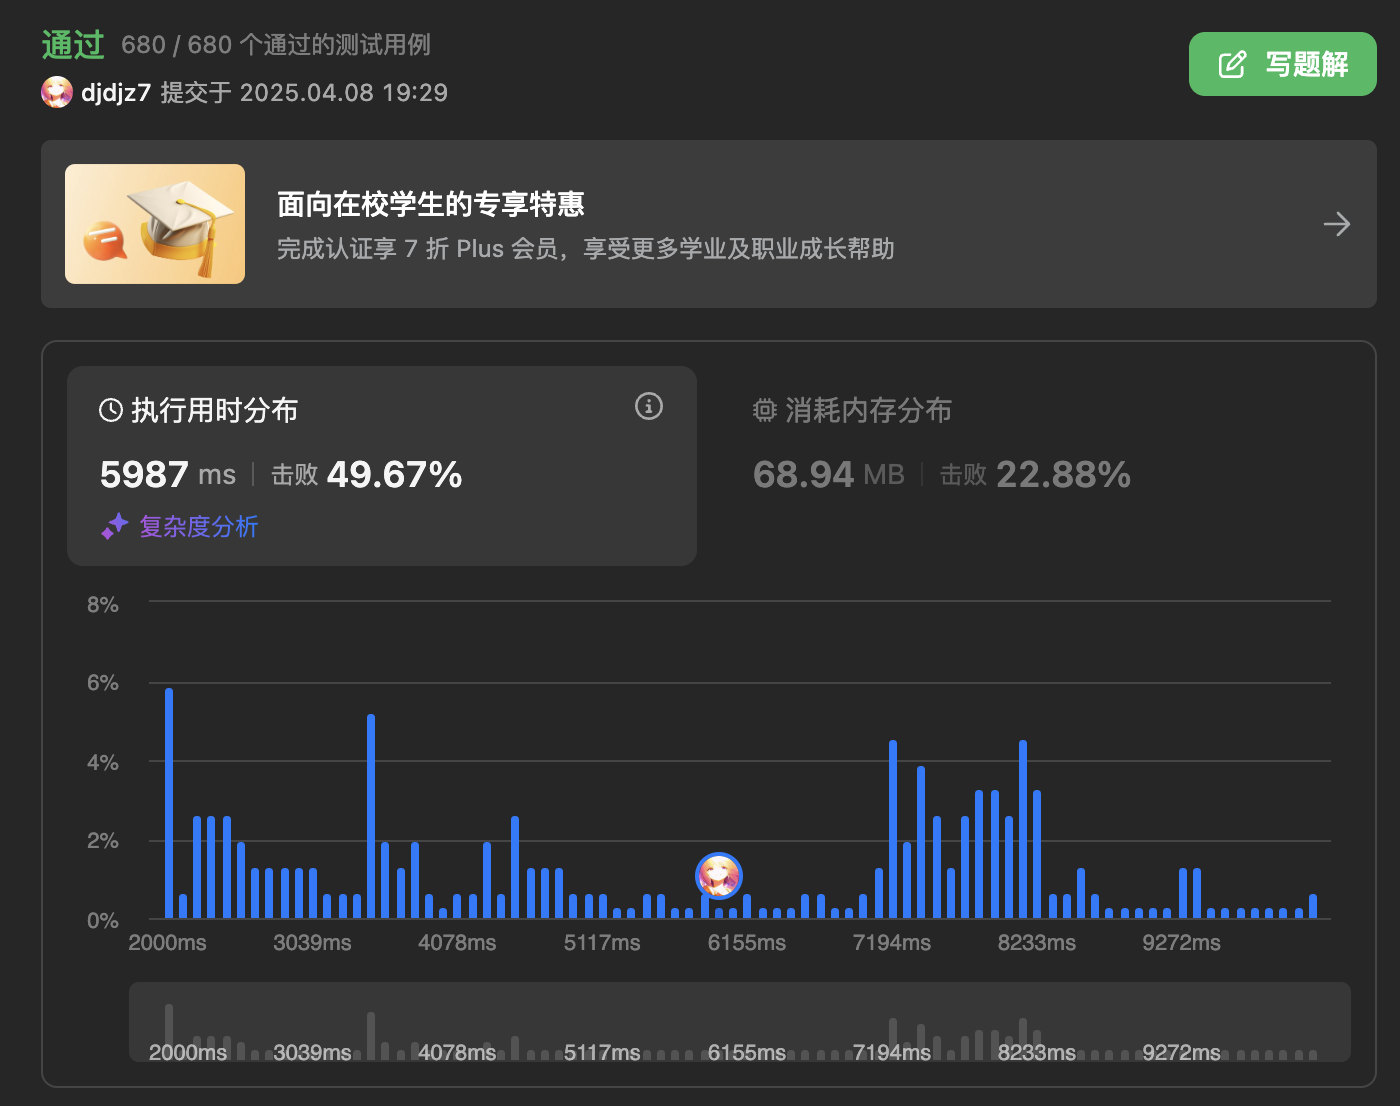 通过 680 / 680 个通过的测试用例
djdjz7 提交于 2025.04.08 19:29
写题解
面向在校学生的专享特惠
完成认证享 7 折 Plus 会员，享受更多学业及职业成长帮助
执行用时分布
5987 ms 击败 49.67%
复杂度分析
消耗内存分布
68.94 MB 击败 22.88%
8%
6%
4%
2%
0%
2000ms 3039ms 4078ms 5117ms 6155ms 7194ms 8233ms 9272ms
2000ms 3039ms 4078ms 5117ms 6155ms 7194ms 8233ms 9272ms